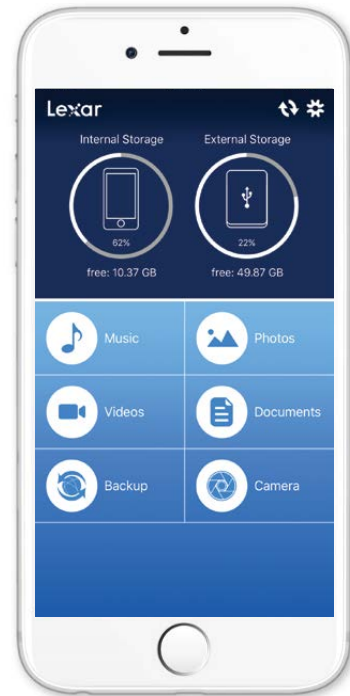 Lexar
Internal Storage External Storage
62% 22%
free: 10.37 GB free: 49.87 GB
Music Photos
Videos Documents
Backup Camera